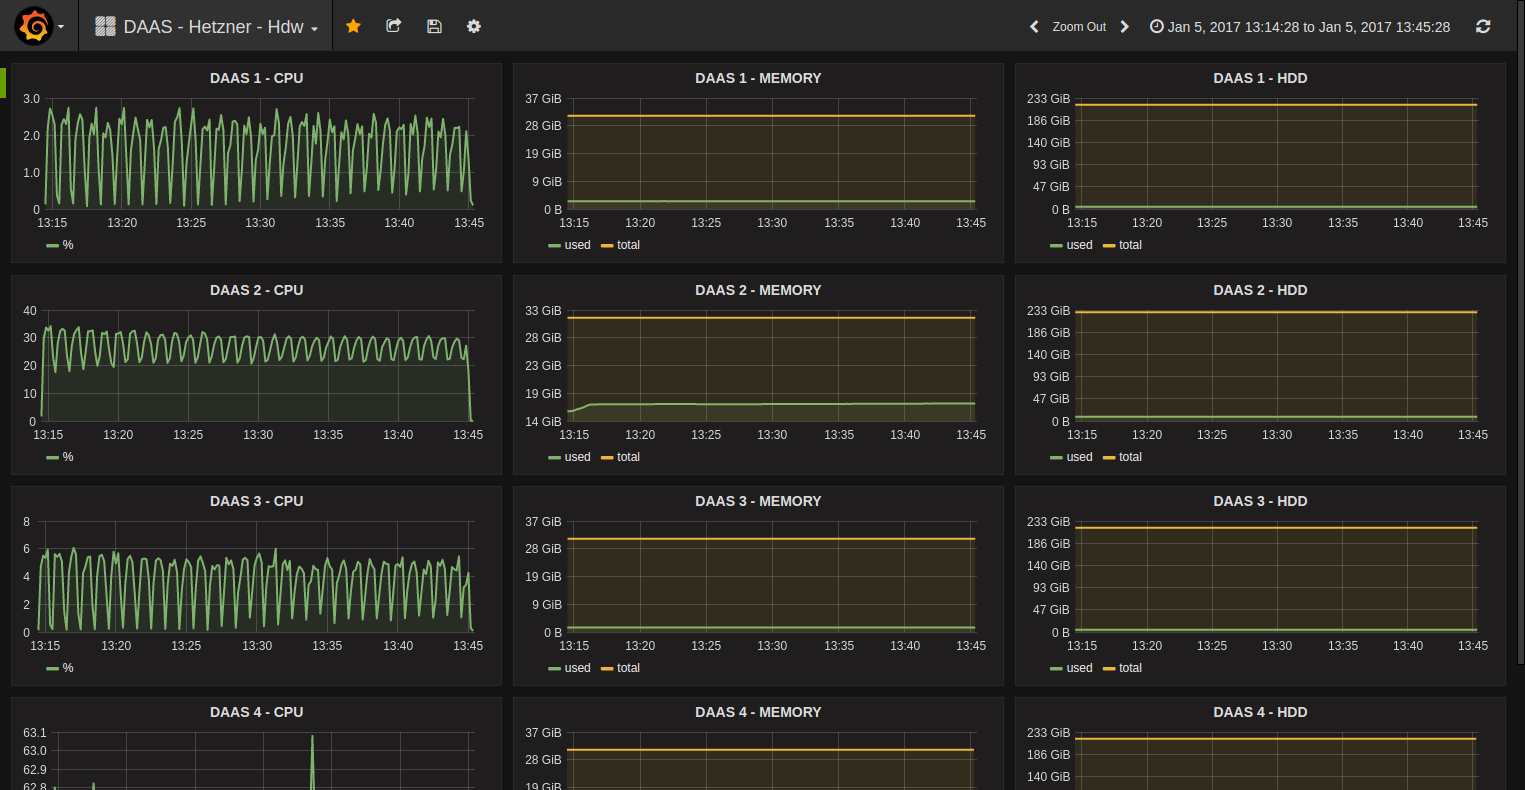 DAAS - Hetzner - Hdw
Zoom Out
Jan 5, 2017 13:14:28 to Jan 5, 2017 13:45:28
DAAS 1 - CPU
3.0
2.0
1.0
0
13:15 13:20 13:25 13:30 13:35 13:40 13:45
%
DAAS 1 - MEMORY
37 GiB
28 GiB
19 GiB
9 GiB
0 B
13:15 13:20 13:25 13:30 13:35 13:40 13:45
used total
DAAS 1 - HDD
233 GiB
186 GiB
140 GiB
93 GiB
47 GiB
0 B
13:15 13:20 13:25 13:30 13:35 13:40 13:45
used total
DAAS 2 - CPU
40
30
20
10
0
13:15 13:20 13:25 13:30 13:35 13:40 13:45
%
DAAS 2 - MEMORY
33 GiB
28 GiB
23 GiB
19 GiB
14 GiB
13:15 13:20 13:25 13:30 13:35 13:40 13:45
used total
DAAS 2 - HDD
233 GiB
186 GiB
140 GiB
93 GiB
47 GiB
0 B
13:15 13:20 13:25 13:30 13:35 13:40 13:45
used total
DAAS 3 - CPU
8
6
4
2
0
13:15 13:20 13:25 13:30 13:35 13:40 13:45
%
DAAS 3 - MEMORY
37 GiB
28 GiB
19 GiB
9 GiB
0 B
13:15 13:20 13:25 13:30 13:35 13:40 13:45
used total
DAAS 3 - HDD
233 GiB
186 GiB
140 GiB
93 GiB
47 GiB
0 B
13:15 13:20 13:25 13:30 13:35 13:40 13:45
used total
DAAS 4 - CPU
63.1
63.0
62.9
62.8
DAAS 4 - MEMORY
37 GiB
28 GiB
19 GiB
DAAS 4 - HDD
233 GiB
186 GiB
140 GiB